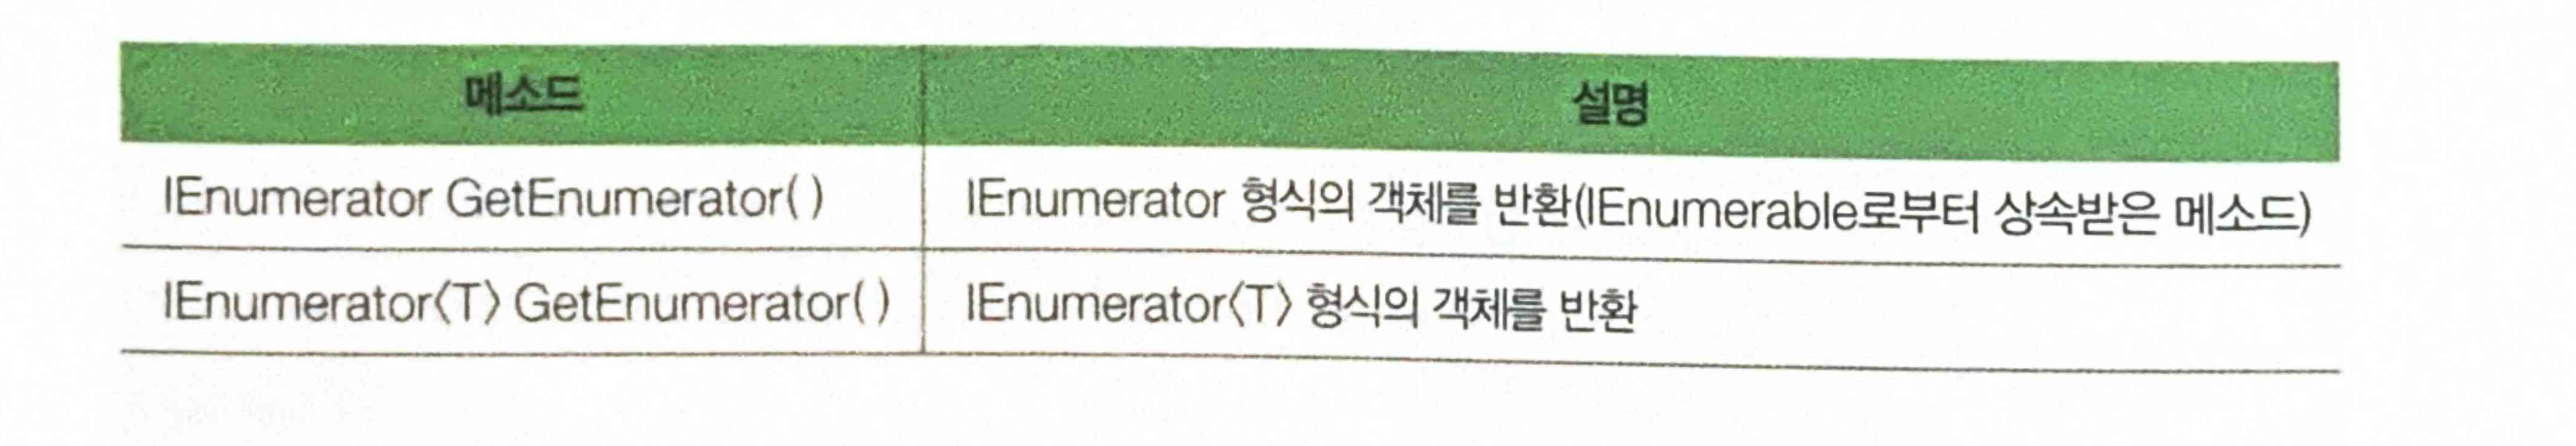 메소드 설명
IEnumerator GetEnumerator( ) IEnumerator 형식의 객체를 반환(IEnumerable로부터 상속받은 메소드)
IEnumerator〈T〉 GetEnumerator( ) IEnumerator〈T〉 형식의 객체를 반환